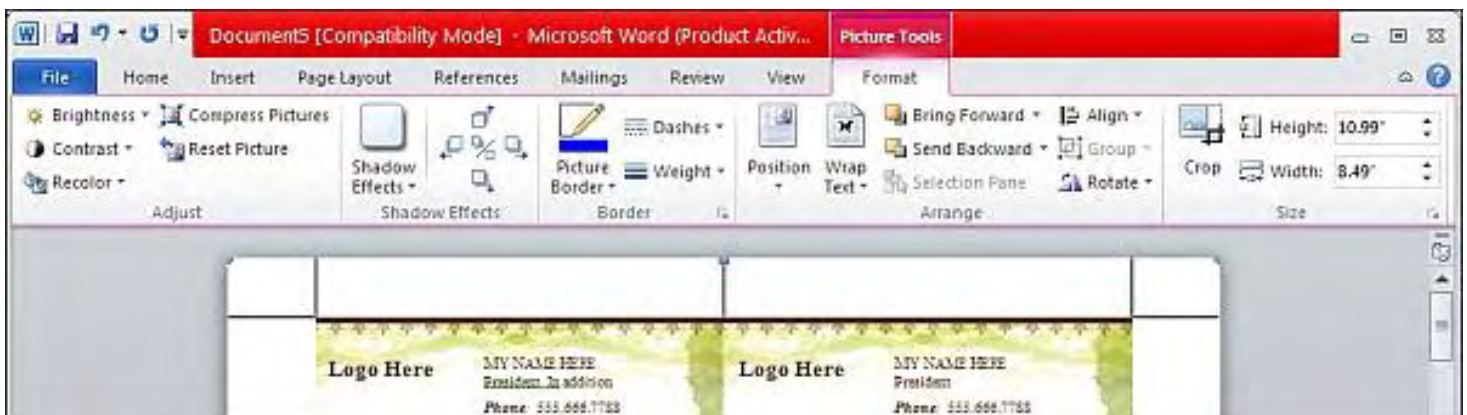 Document5 [Compatibility Mode] - Microsoft Word (Product Activ... Picture Tools
File Home Insert Page Layout References Mailings Review View Format
Brightness Compress Pictures
Contrast Reset Picture
Recolor
Adjust
Shadow
Effects
Shadow Effects
Picture
Border
Dashes
Weight
Border
Position
Wrap
Text
Bring Forward Align
Send Backward Group
Selection Pane Rotate
Arrange
Crop
Height: 10.99"
Width: 8.49"
Size
Logo Here
MY NAME HERE
President. In addition
Phone: 555.666.7788
Logo Here
MY NAME HERE
President
Phone: 555.666.7788